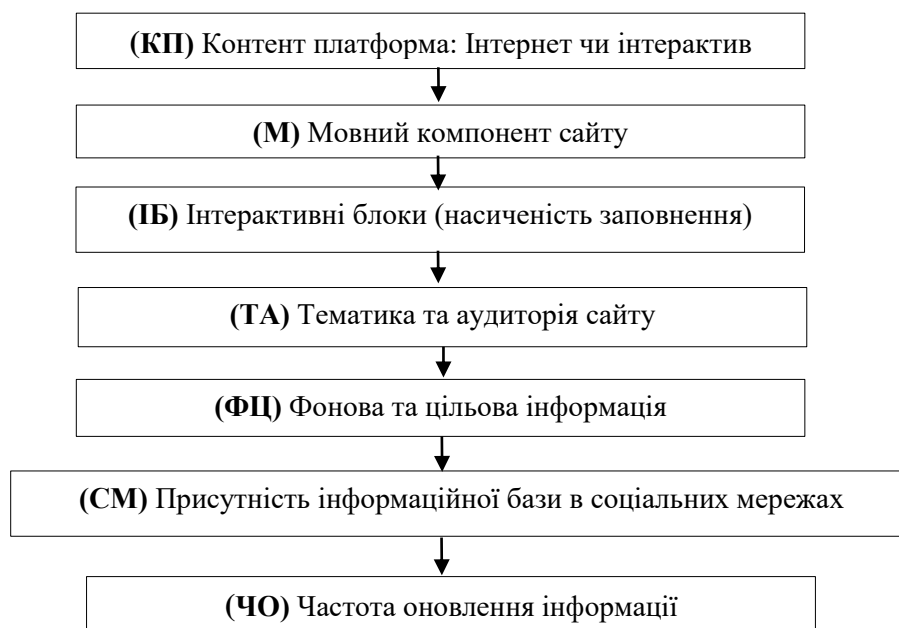 (КП) Контент платформа: Інтернет чи інтерактив
(М) Мовний компонент сайту
(ІБ) Інтерактивні блоки (насиченість заповнення)
(ТА) Тематика та аудиторія сайту
(ФЦ) Фонова та цільова інформація
(СМ) Присутність інформаційної бази в соціальних мережах
(ЧО) Частота оновлення інформації